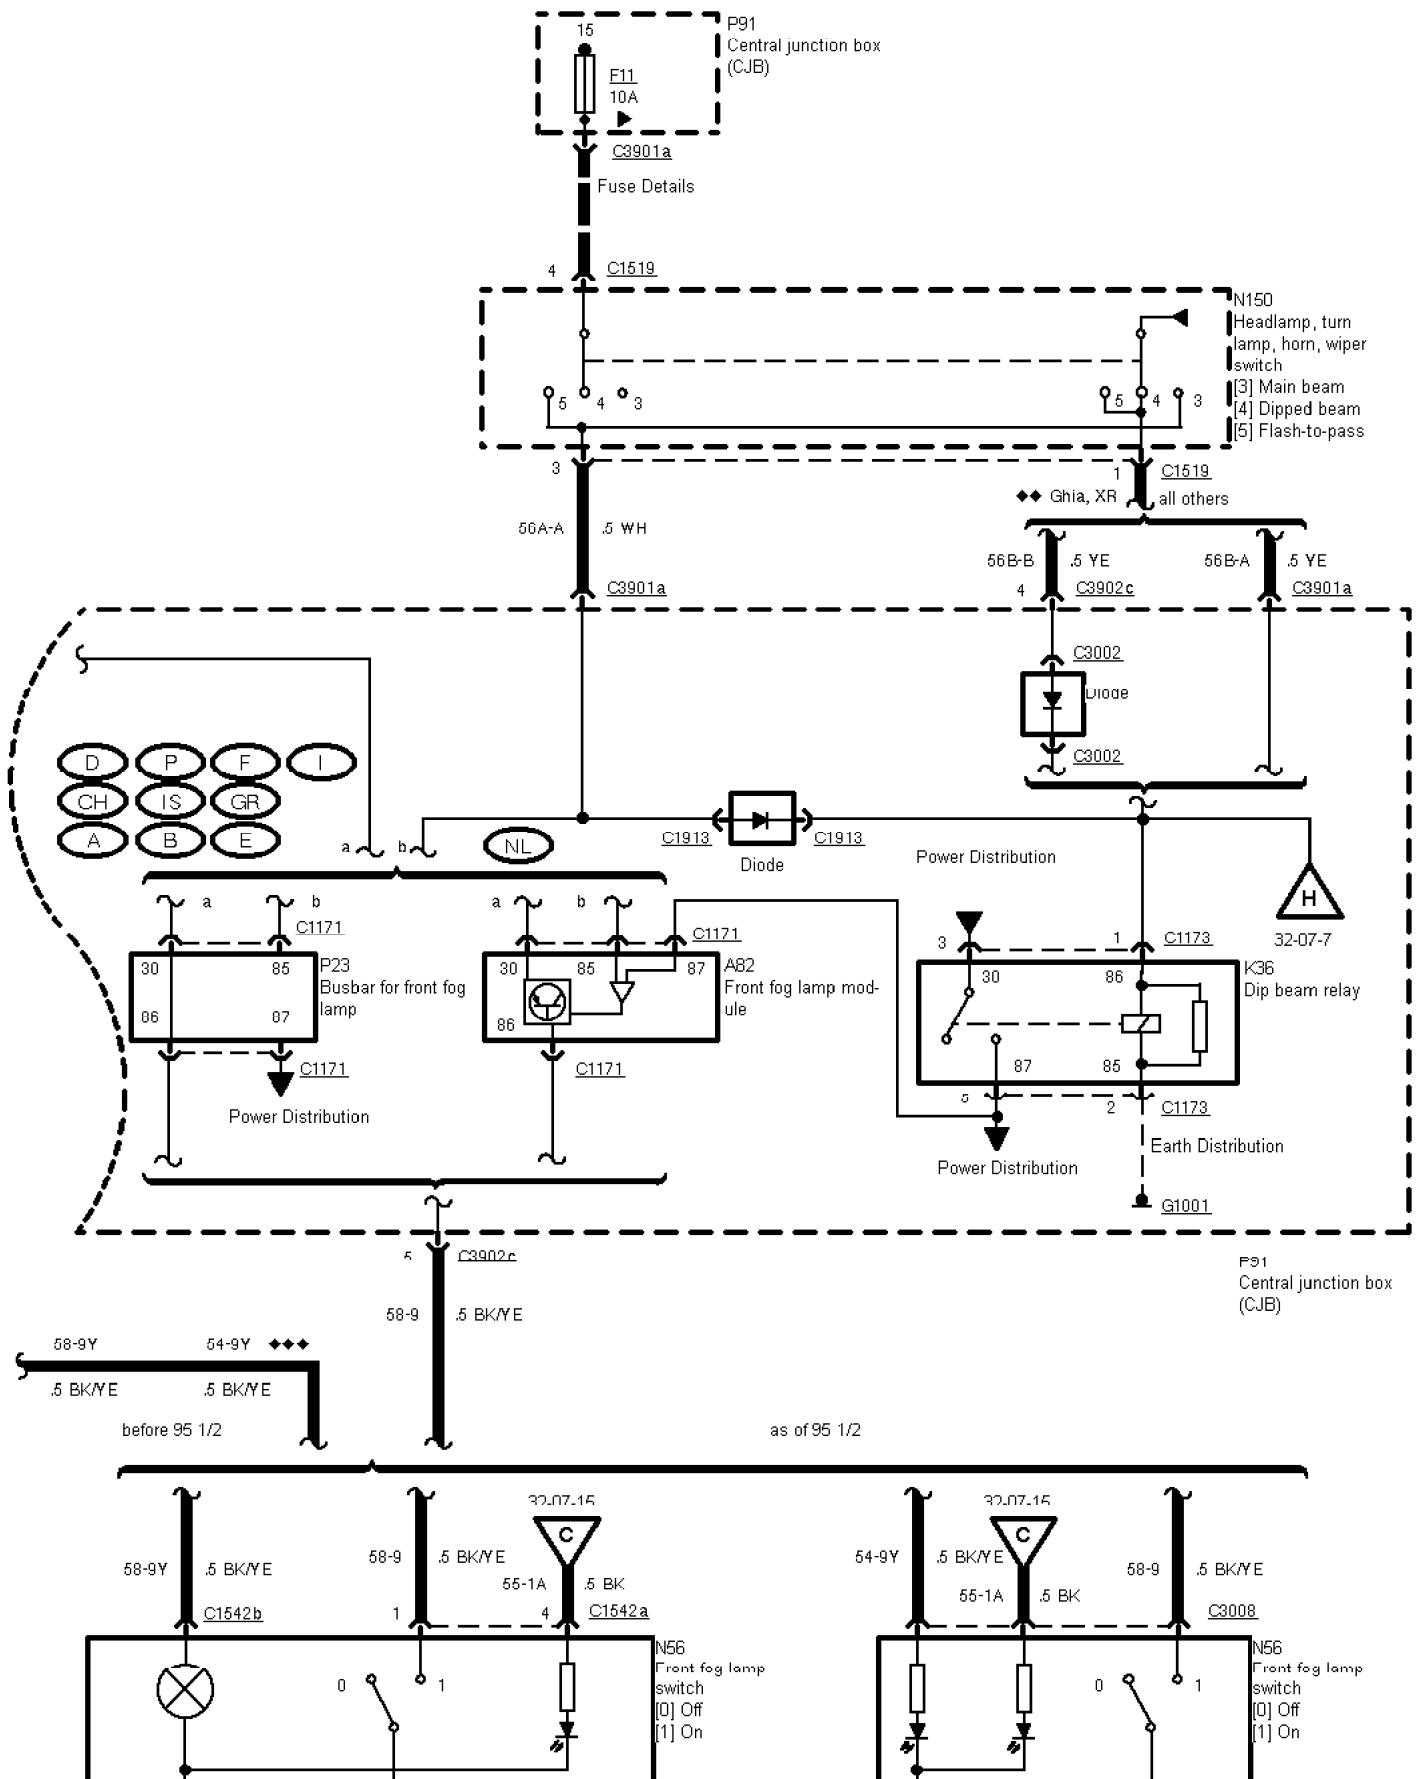 P91
15
Central junction box
(CJB)
F11
10A
C3901a
Fuse Details
4
C1519
N150
Headlamp, turn
lamp, horn, wiper
switch
[3] Main beam
[4] Dipped beam
[5] Flash-to-pass
5 4 3
5 4 3
3
1
C1519
◆◆ Ghia, XR
all others
56A-A .5 WH
56B-B .5 YE
56B-A .5 YE
C3901a
4
C3902c
C3901a
C3002
Diode
C3002
D P F I
CH IS GR
A B E
a b
NL
C1913
C1913
Diode
Power Distribution
H
32-07-7
a b
C1171
a b
C1171
3
1
C1173
30 85
P23
Busbar for front fog
lamp
86 87
C1171
Power Distribution
30 85 87
A82
Front fog lamp mod-
ule
86
C1171
30 86
K36
Dip beam relay
87 85
5
2
C1173
Earth Distribution
Power Distribution
G1001
5
C3902c
P91
Central junction box
(CJB)
58-9 .5 BK/YE
58-9Y 54-9Y ◆◆◆
.5 BK/YE .5 BK/YE
before 95 1/2
as of 95 1/2
32-07-15
C
32-07-15
C
58-9Y .5 BK/YE
58-9 .5 BK/YE
55-1A .5 BK
54-9Y .5 BK/YE
55-1A .5 BK
58-9 .5 BK/YE
C1542b
1
4
C1542a
C3008
N56
Front fog lamp
switch
[0] Off
[1] On
0 1
N56
Front fog lamp
switch
[0] Off
[1] On
0 1